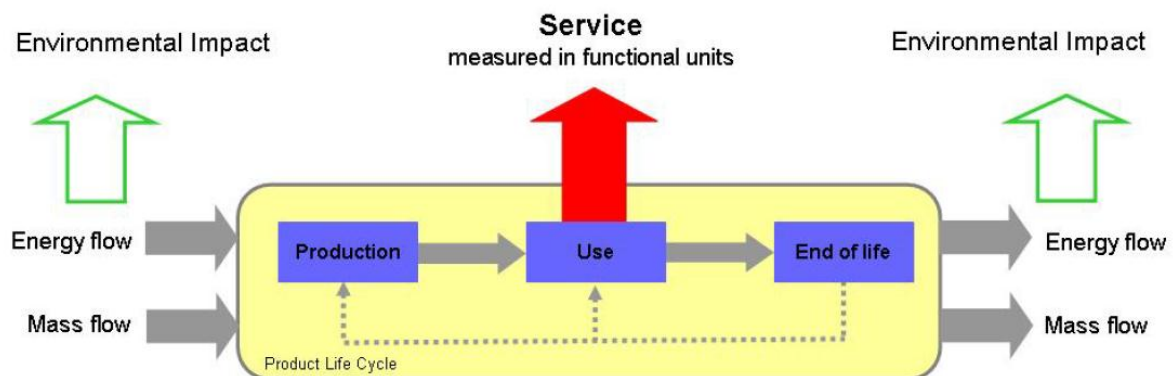 Environmental Impact
Service
measured in functional units
Environmental Impact
Energy flow
Production
Use
End of life
Energy flow
Mass flow
Mass flow
Product Life Cycle